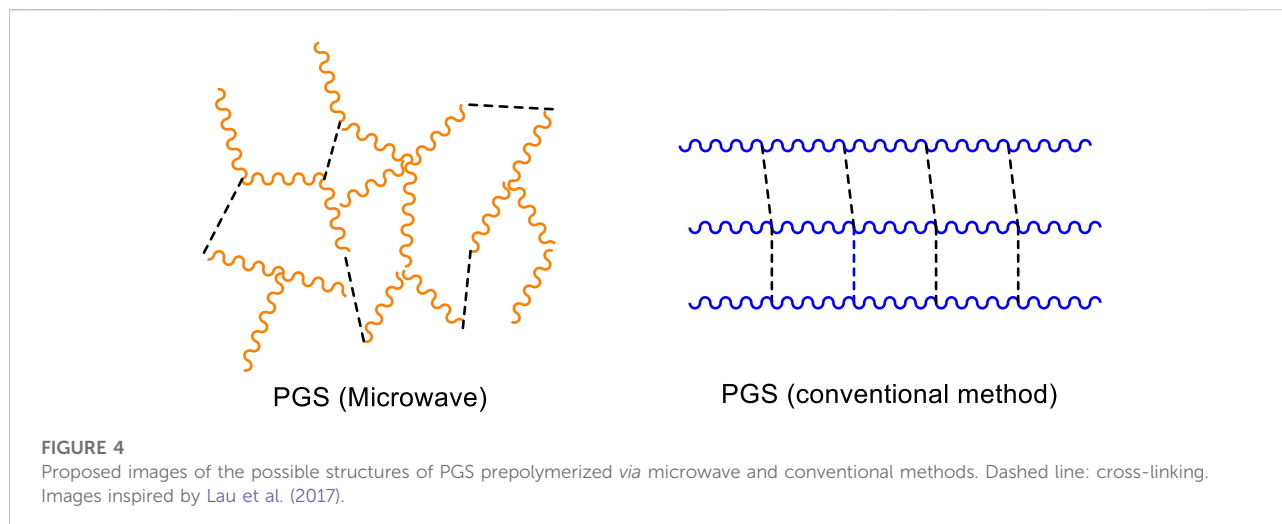 PGS (Microwave)
PGS (conventional method)
FIGURE 4
Proposed images of the possible structures of PGS prepolymerized via microwave and conventional methods. Dashed line: cross-linking.
Images inspired by Lau et al. (2017).